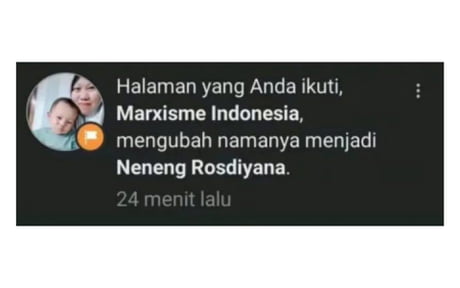 Halaman yang Anda ikuti,
Marxisme Indonesia,
mengubah namanya menjadi
Neneng Rosdiyana.
24 menit lalu